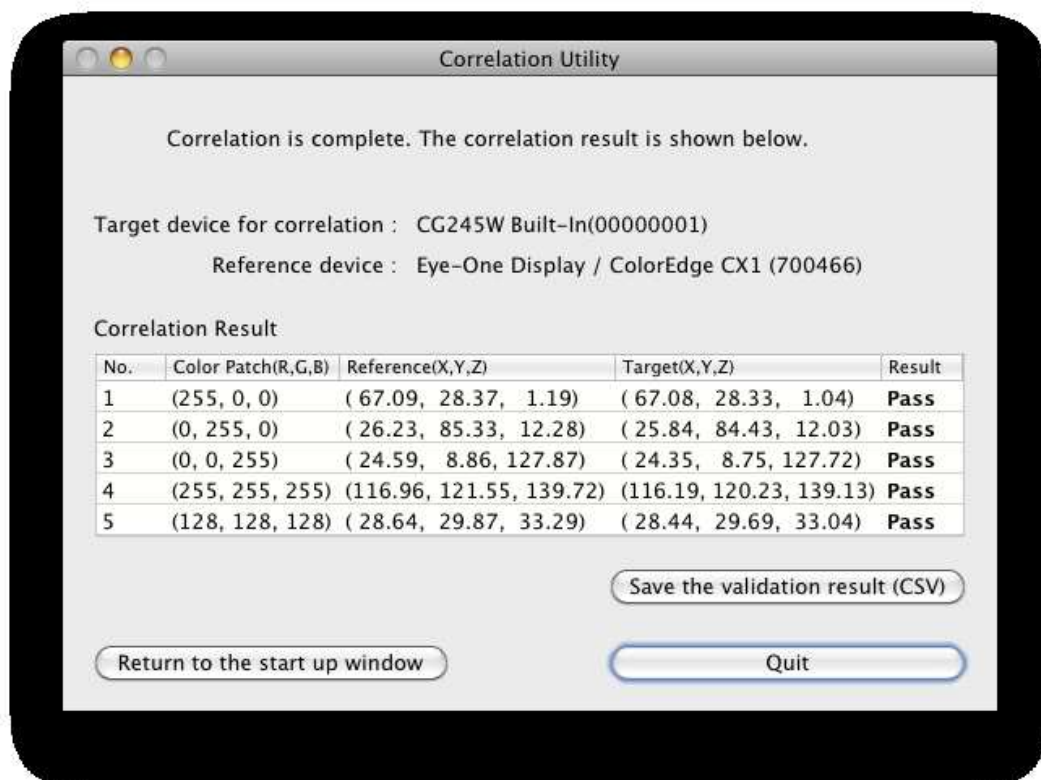 Correlation Utility
Correlation is complete. The correlation result is shown below.
Target device for correlation : CG245W Built-In(00000001)
Reference device : Eye-One Display / ColorEdge CX1 (700466)
Correlation Result
No. Color Patch(R,G,B) Reference(X,Y,Z) Target(X,Y,Z) Result
1 (255, 0, 0) ( 67.09, 28.37, 1.19) ( 67.08, 28.33, 1.04) Pass
2 (0, 255, 0) ( 26.23, 85.33, 12.28) ( 25.84, 84.43, 12.03) Pass
3 (0, 0, 255) ( 24.59, 8.86, 127.87) ( 24.35, 8.75, 127.72) Pass
4 (255, 255, 255) (116.96, 121.55, 139.72) (116.19, 120.23, 139.13) Pass
5 (128, 128, 128) ( 28.64, 29.87, 33.29) ( 28.44, 29.69, 33.04) Pass
Save the validation result (CSV)
Return to the start up window Quit